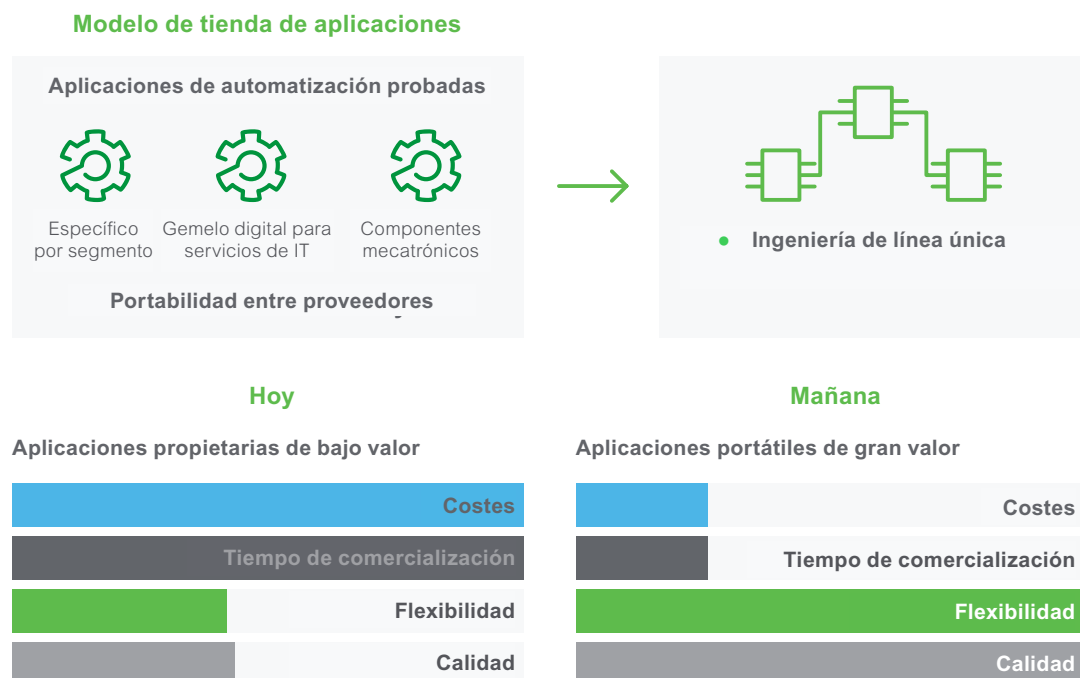 Modelo de tienda de aplicaciones
Aplicaciones de automatización probadas
Específico
por segmento
Gemelo digital para
servicios de IT
Componentes
mecatrónicos
Portabilidad entre proveedores
• Ingeniería de línea única
Hoy
Aplicaciones propietarias de bajo valor
Costes
Tiempo de comercialización
Flexibilidad
Calidad
Mañana
Aplicaciones portátiles de gran valor
Costes
Tiempo de comercialización
Flexibilidad
Calidad